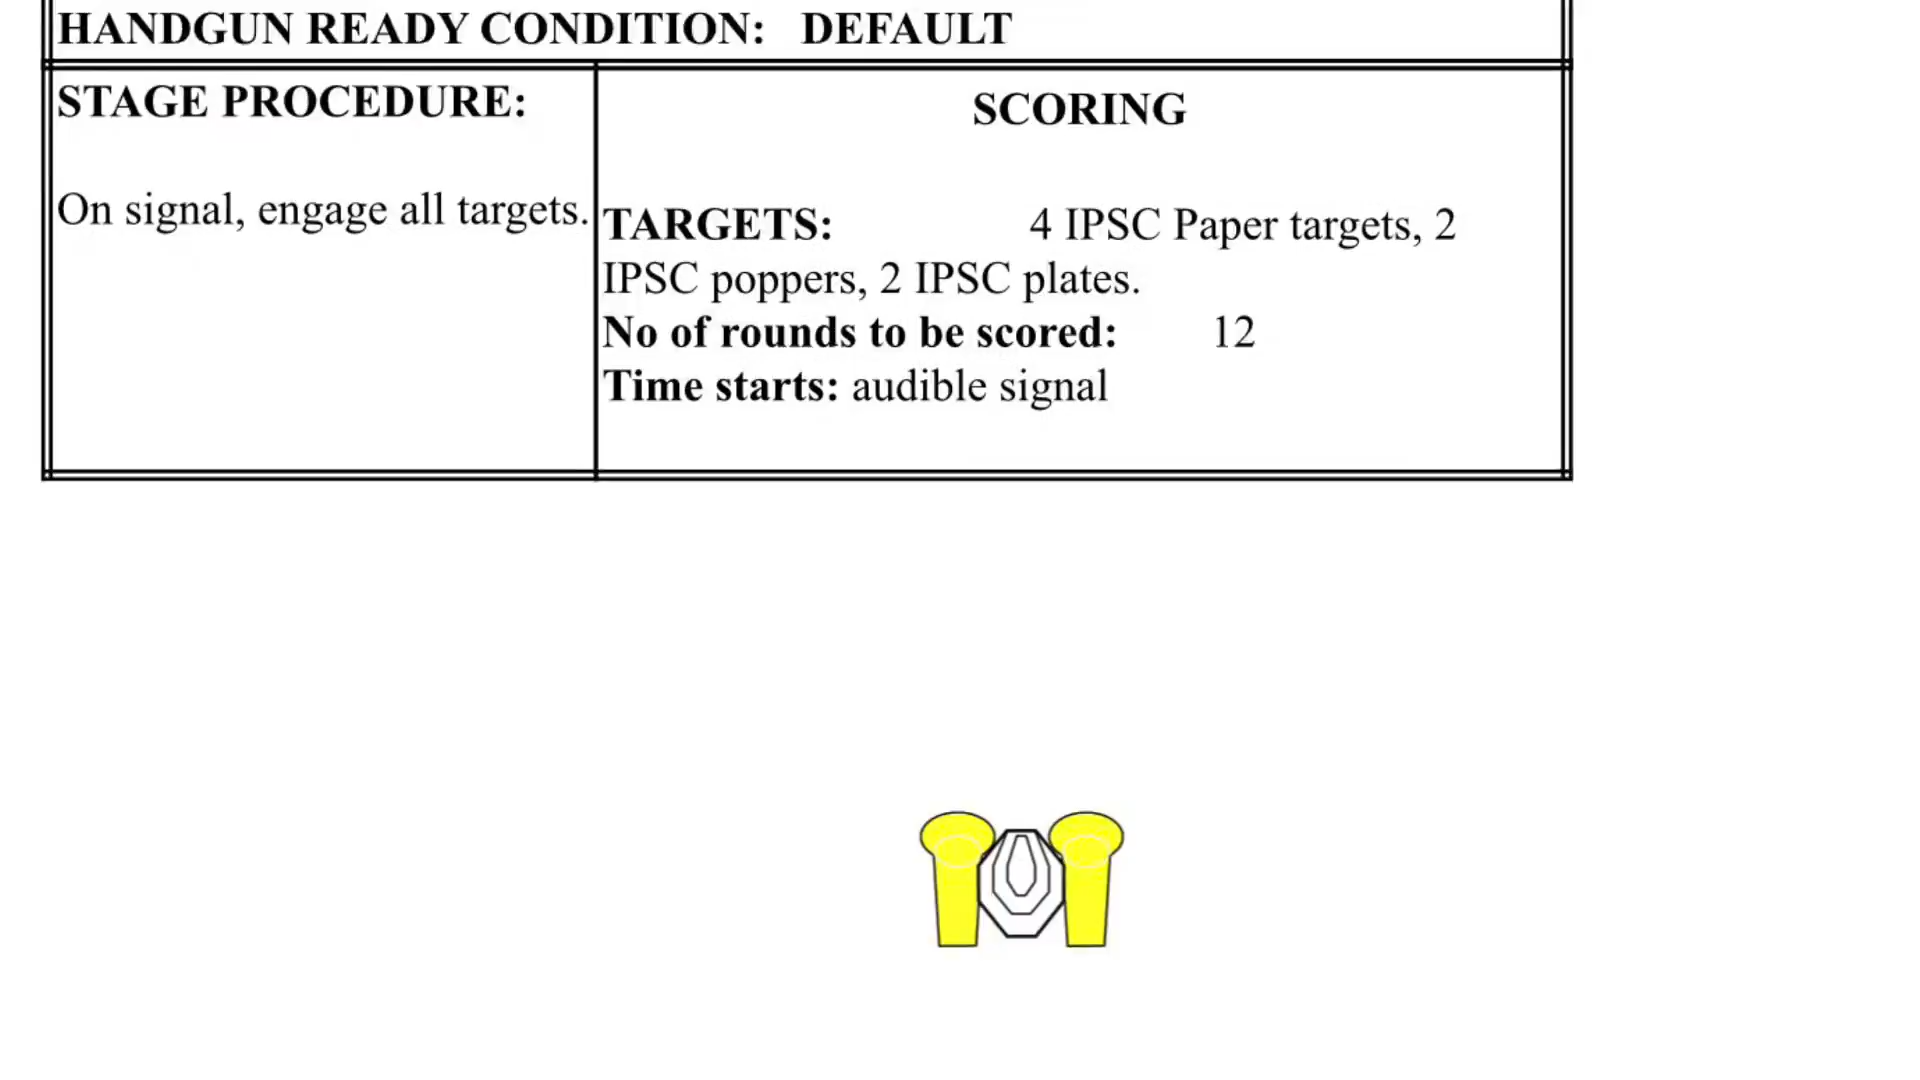 HANDGUN READY CONDITION: DEFAULT
STAGE PROCEDURE:
On signal, engage all targets.
SCORING
TARGETS: 4 IPSC Paper targets, 2
IPSC poppers, 2 IPSC plates.
No of rounds to be scored: 12
Time starts: audible signal